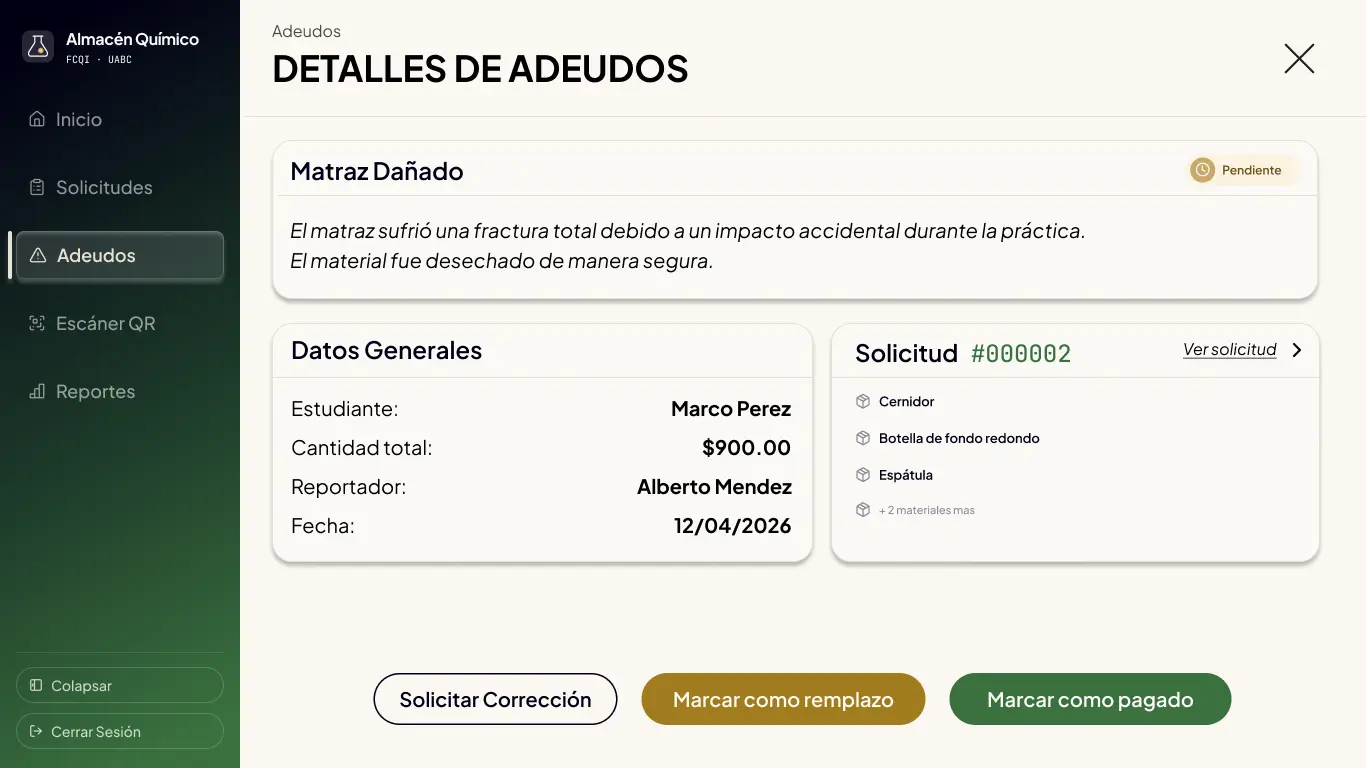 Almacén Químico
FCQI · UABC
Inicio
Solicitudes
Adeudos
Escáner QR
Reportes
Colapsar
Cerrar Sesión
Adeudos
DETALLES DE ADEUDOS
Matraz Dañado
Pendiente
El matraz sufrió una fractura total debido a un impacto accidental durante la práctica.
El material fue desechado de manera segura.
Datos Generales
Estudiante: Marco Perez
Cantidad total: $900.00
Reportador: Alberto Mendez
Fecha: 12/04/2026
Solicitud #000002
Ver solicitud
Cernidor
Botella de fondo redondo
Espátula
+ 2 materiales mas
Solicitar Corrección
Marcar como remplazo
Marcar como pagado